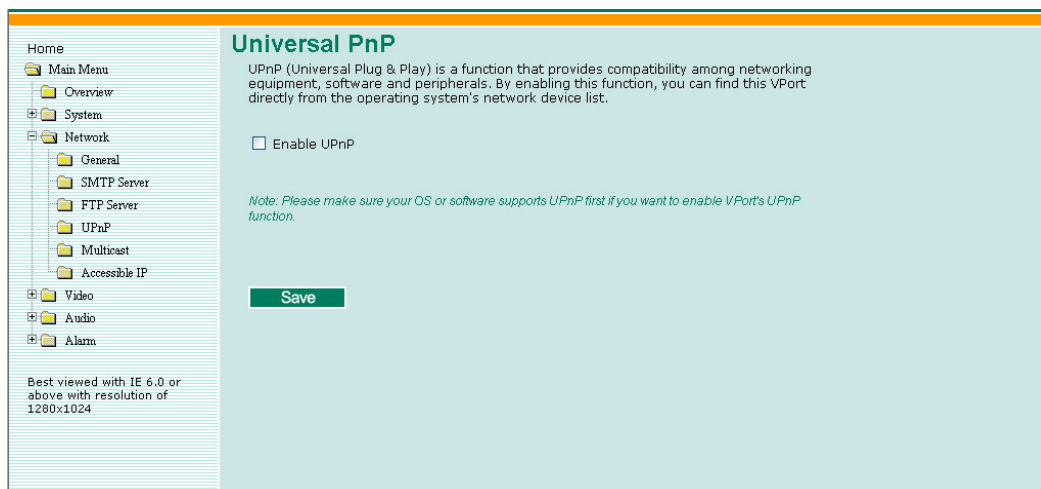 Home
Main Menu
Overview
System
Network
General
SMTP Server
FTP Server
UPnP
Multicast
Accessible IP
Video
Audio
Alarm
Best viewed with IE 6.0 or
above with resolution of
1280x1024
Universal PnP
UPnP (Universal Plug & Play) is a function that provides compatibility among networking
equipment, software and peripherals. By enabling this function, you can find this VPort
directly from the operating system's network device list.
Enable UPnP
Note: Please make sure your OS or software supports UPnP first if you want to enable VPort's UPnP
function.
Save